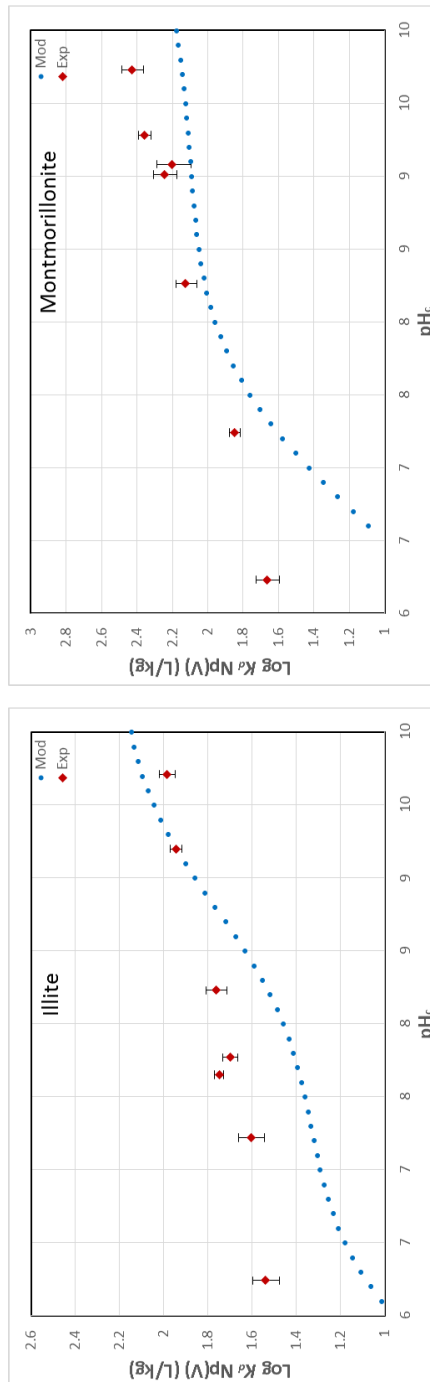 Illite
Mod
Exp
Log Kd Np(V) (L/kg)
2.6
2.4
2.2
2
1.8
1.6
1.4
1.2
1
6 7 7 8 8 9 9 10 10
pHc
Montmorillonite
Mod
Exp
Log Kd Np(V) (L/kg)
3
2.8
2.6
2.4
2.2
2
1.8
1.6
1.4
1.2
1
6 7 7 8 8 9 9 10 10
pHc